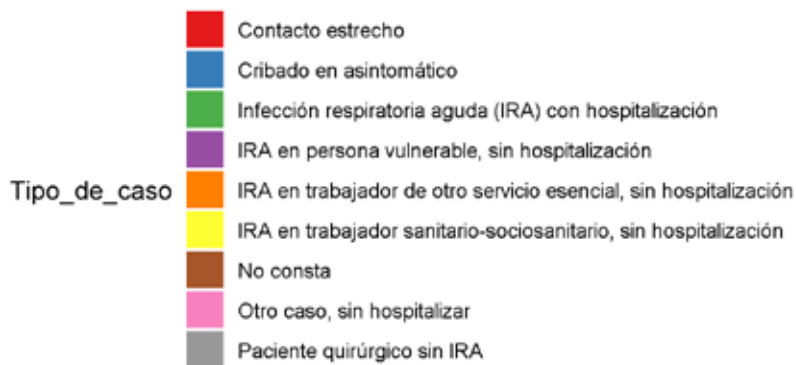 Contacto estrecho
Cribado en asintomático
Infección respiratoria aguda (IRA) con hospitalización
IRA en persona vulnerable, sin hospitalización
Tipo_de_caso
IRA en trabajador de otro servicio esencial, sin hospitalización
IRA en trabajador sanitario-sociosanitario, sin hospitalización
No consta
Otro caso, sin hospitalizar
Paciente quirúrgico sin IRA